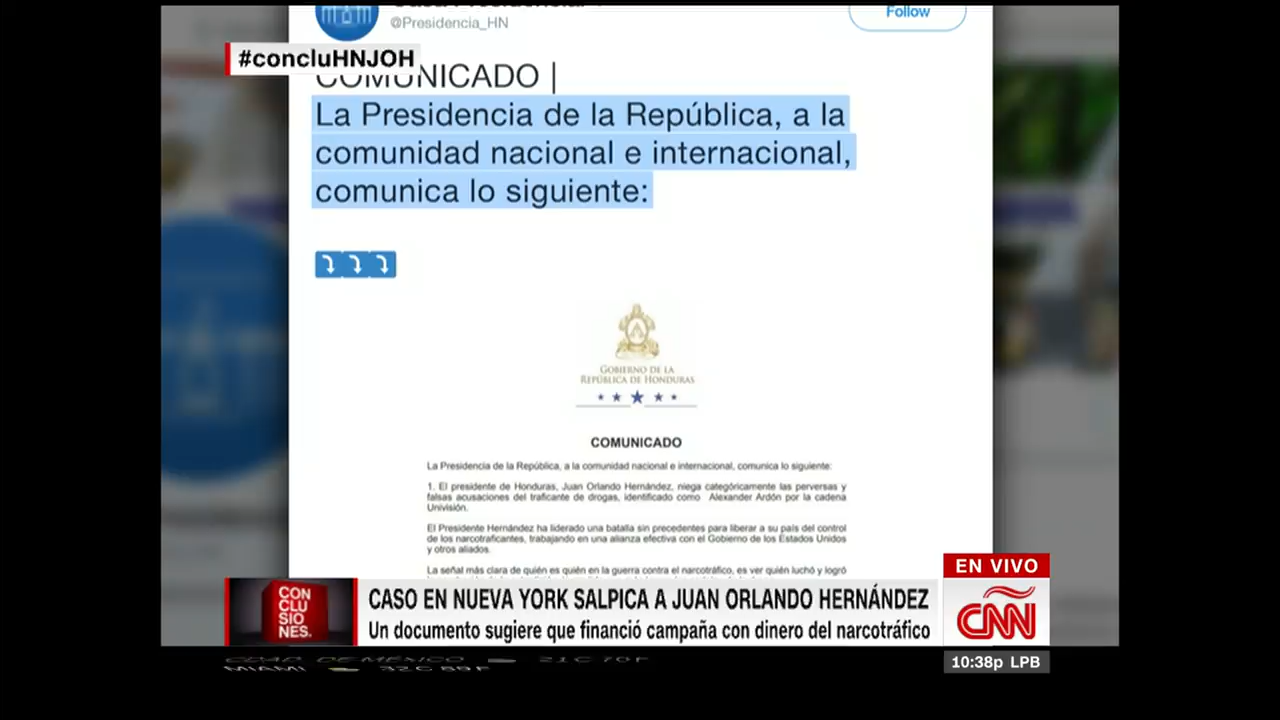 @Presidencia_HN
Follow
#concluHNJOH
COMUNICADO |
La Presidencia de la República, a la
comunidad nacional e internacional,
comunica lo siguiente:
GOBIERNO DE LA
REPÚBLICA DE HONDURAS
COMUNICADO
La Presidencia de la República, a la comunidad nacional e internacional, comunica lo siguiente:
1. El presidente de Honduras, Juan Orlando Hernández, niega categóricamente las perversas y
falsas acusaciones del traficante de drogas, identificado como Alexander Ardón por la cadena
Univisión.
El Presidente Hernández ha liderado una batalla sin precedentes para liberar a su país del control
de los narcotraficantes, trabajando en una alianza efectiva con el Gobierno de los Estados Unidos
y otros aliados.
La señal más clara de quién es quién en la guerra contra el narcotráfico, es ver quién luchó y logró
EN VIVO
CON
CLU
SIO
NES.
CASO EN NUEVA YORK SALPICA A JUAN ORLANDO HERNÁNDEZ
Un documento sugiere que financió campaña con dinero del narcotráfico
CNN
10:38p LPB